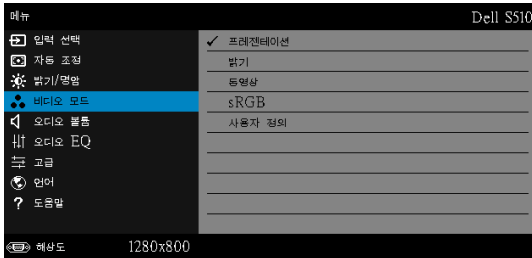 메뉴 Dell S510
입력 선택
자동 조정
밝기/명암
비디오 모드
오디오 볼륨
오디오 EQ
고급
언어
도움말
✓ 프레젠테이션
밝기
동영상
sRGB
사용자 정의
해상도 1280x800